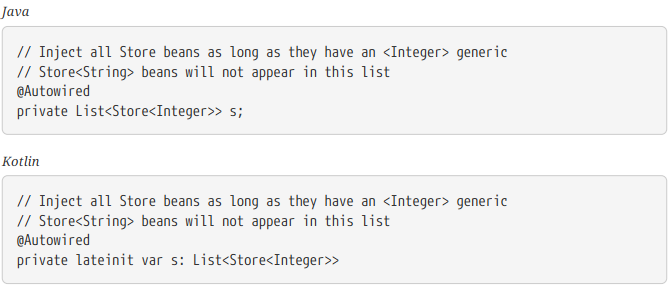 Java
// Inject all Store beans as long as they have an <Integer> generic
// Store<String> beans will not appear in this list
@Autowired
private List<Store<Integer>> s;
Kotlin
// Inject all Store beans as long as they have an <Integer> generic
// Store<String> beans will not appear in this list
@Autowired
private lateinit var s: List<Store<Integer>>